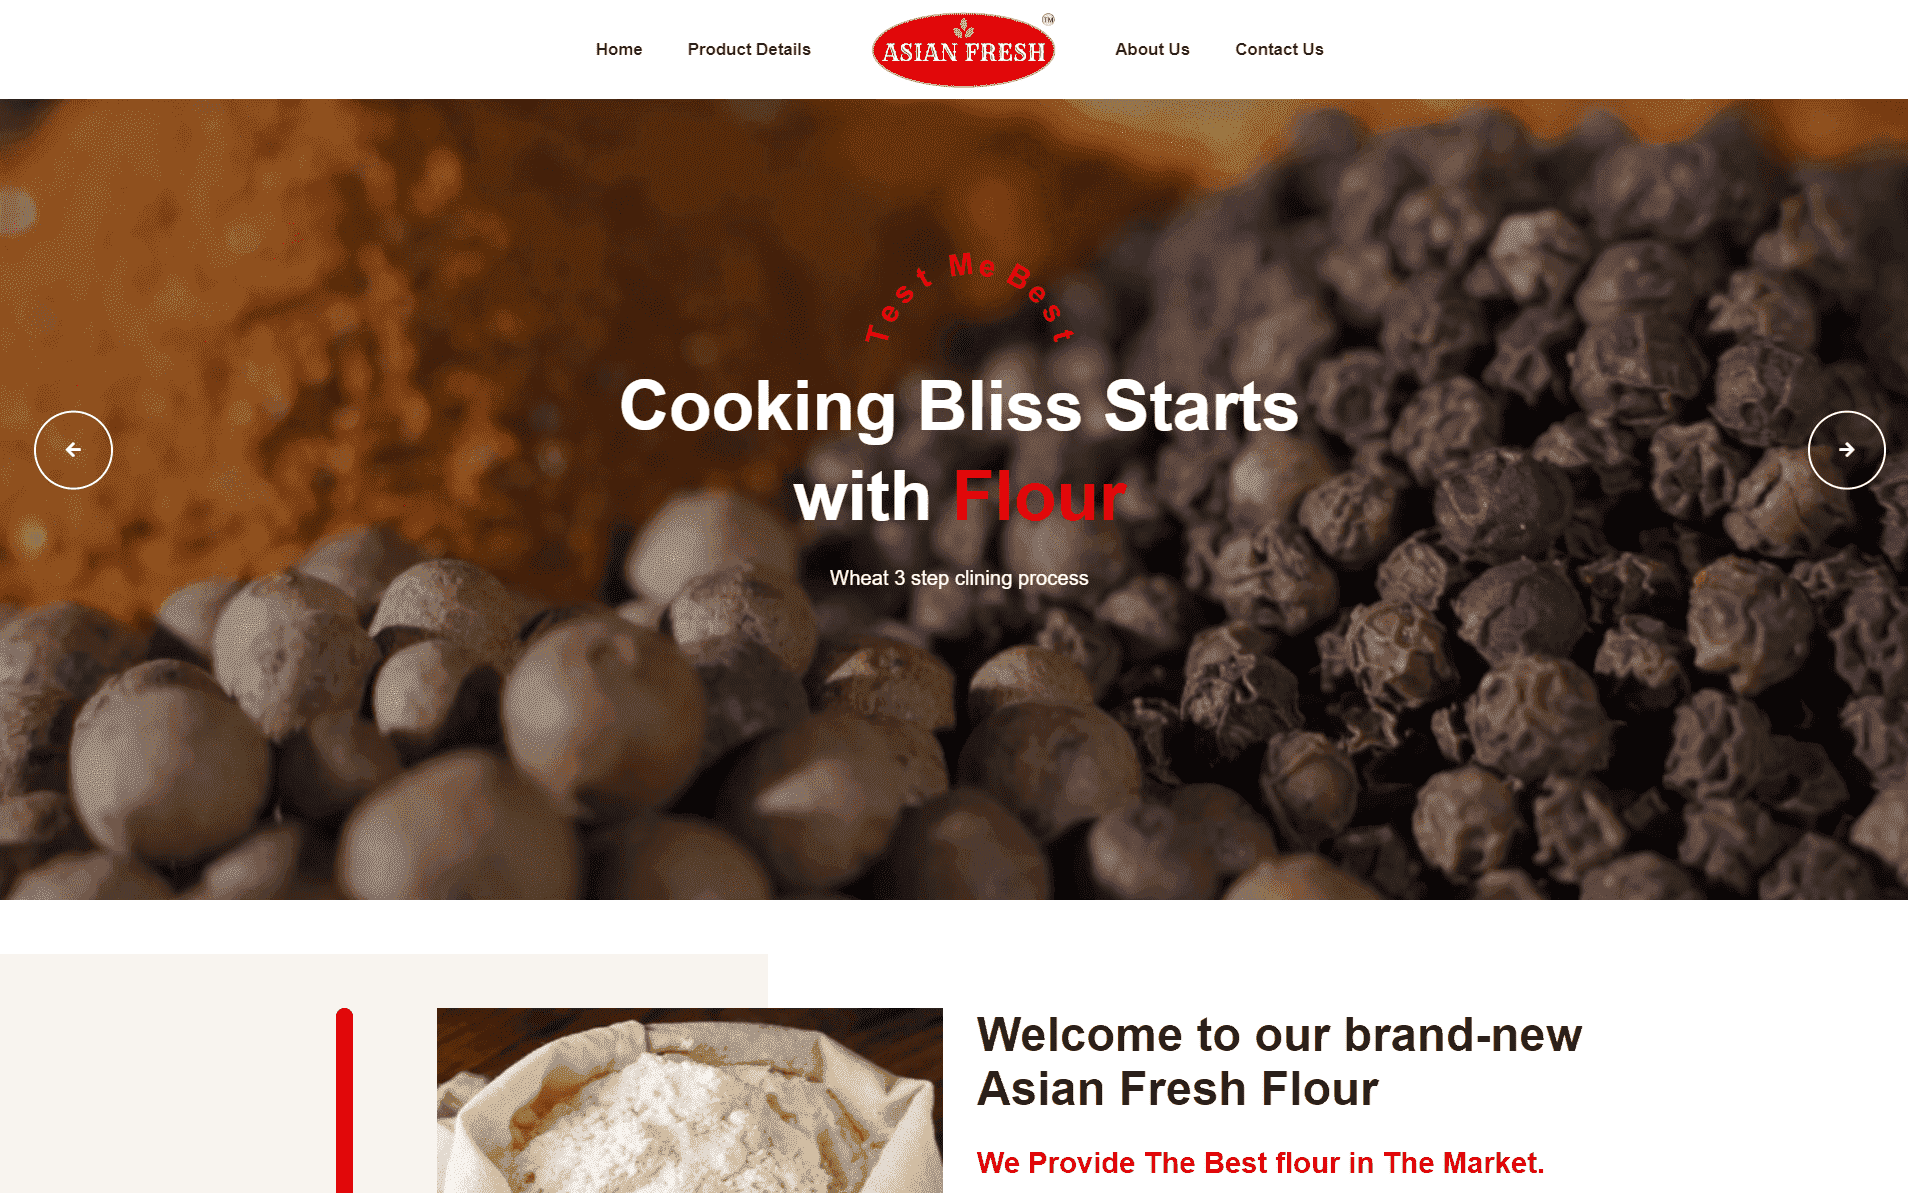 Home
Product Details
ASIAN FRESH
TM
About Us
Contact Us
Test Me Best
Cooking Bliss Starts
with Flour
Wheat 3 step clining process
Welcome to our brand-new
Asian Fresh Flour
We Provide The Best flour in The Market.